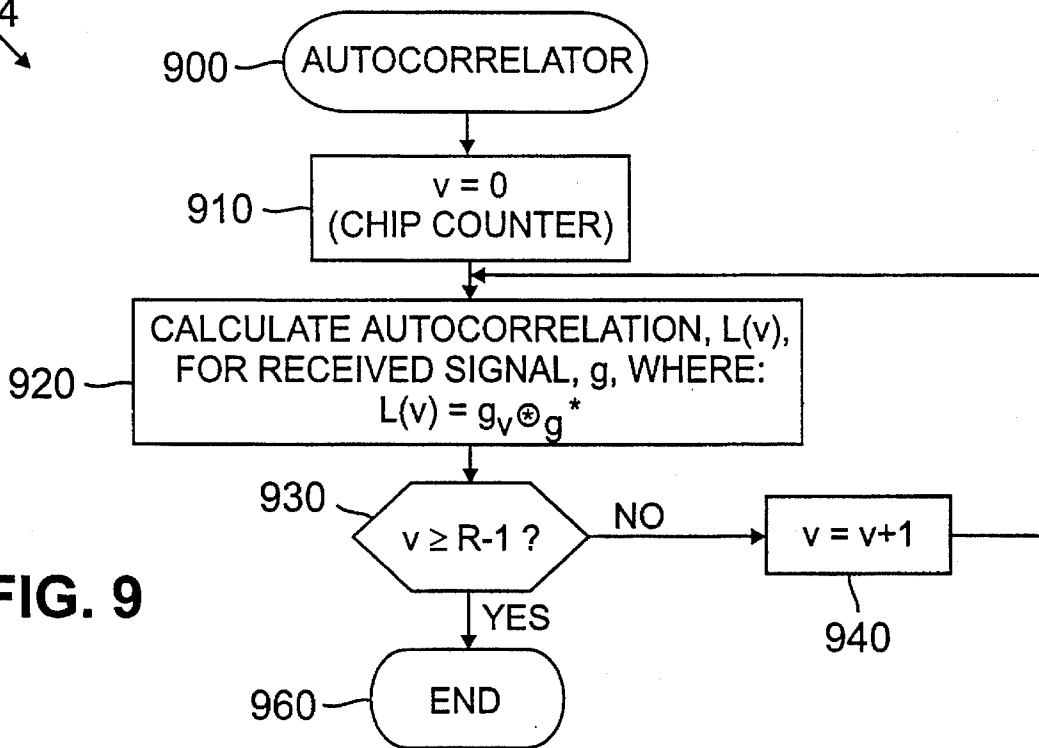 4
900
AUTOCORRELATOR
910
v = 0
(CHIP COUNTER)
920
CALCULATE AUTOCORRELATION, L(v),
FOR RECEIVED SIGNAL, g, WHERE:
L(v) = gv⊛g*
930
v ≥ R-1 ?
NO
v = v+1
940
YES
FIG. 9
960
END